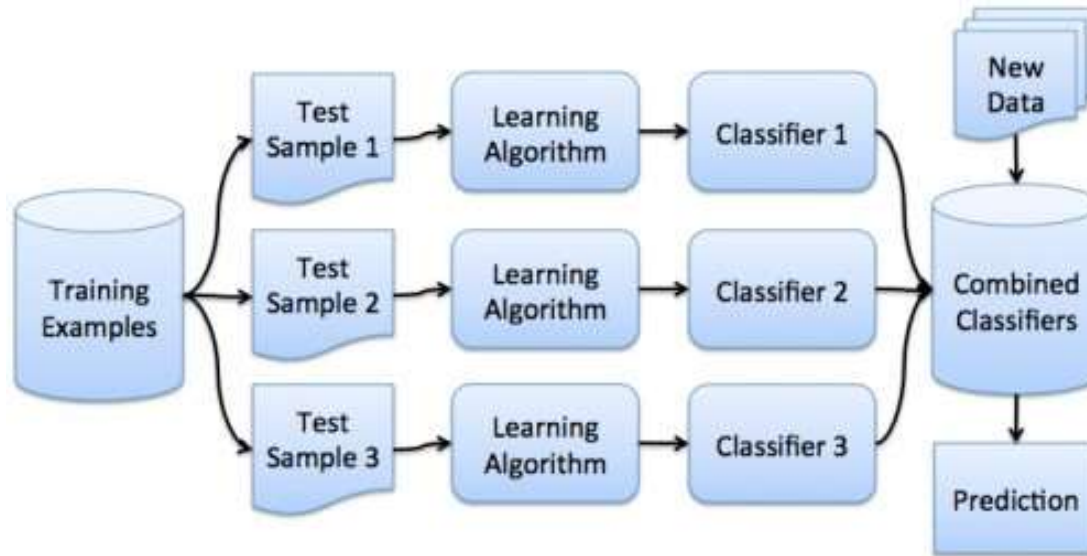 Training
Examples
Test
Sample 1
Learning
Algorithm
Classifier 1
Test
Sample 2
Learning
Algorithm
Classifier 2
Test
Sample 3
Learning
Algorithm
Classifier 3
New
Data
Combined
Classifiers
Prediction